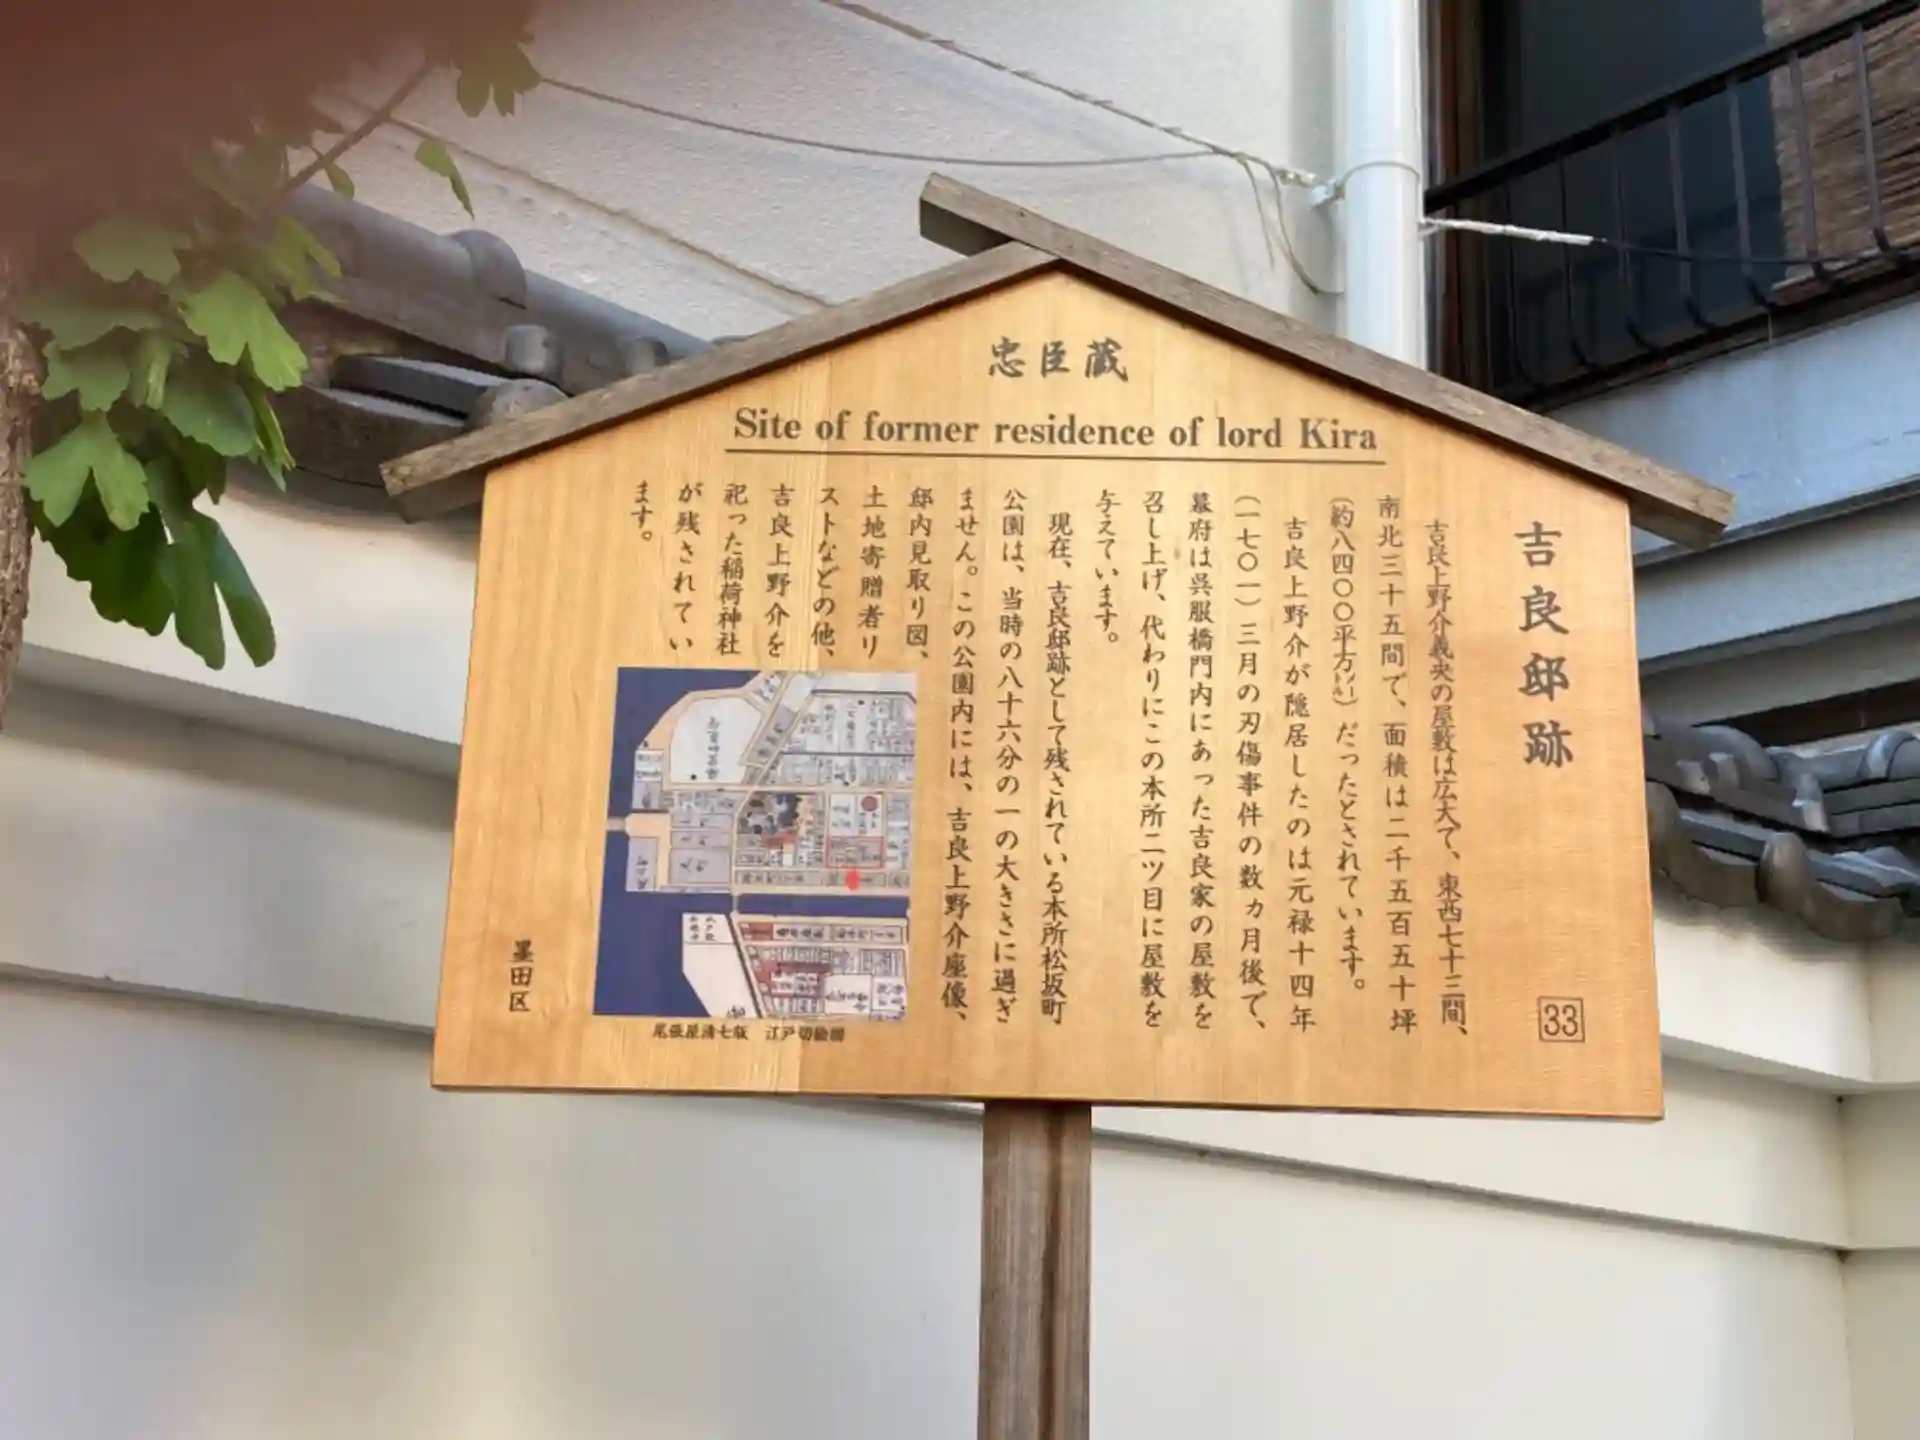 忠臣蔵
Site of former residence of lord Kira
吉良邸跡
33
吉良上野介義央の屋敷は広大で、東西七十三間、
南北三十五間で、面積は二千五百五十坪
(約八四〇〇平方㍍)だったとされています。
吉良上野介が隠居したのは元禄十四年
(一七〇一)三月の刃傷事件の数ヵ月後で、
幕府は呉服橋門内にあった吉良家の屋敷を
召し上げ、代わりにこの本所二ツ目に屋敷を
与えています。
現在、吉良邸跡として残されている本所松坂町
公園は、当時の八十六分の一の大きさに過ぎ
ません。この公園内には、吉良上野介座像、
邸内見取り図、
土地寄贈者リ
ストなどの他、
吉良上野介を
祀った稲荷神社
が残されてい
ます。
尾張屋清七版 江戸切絵図
墨田区